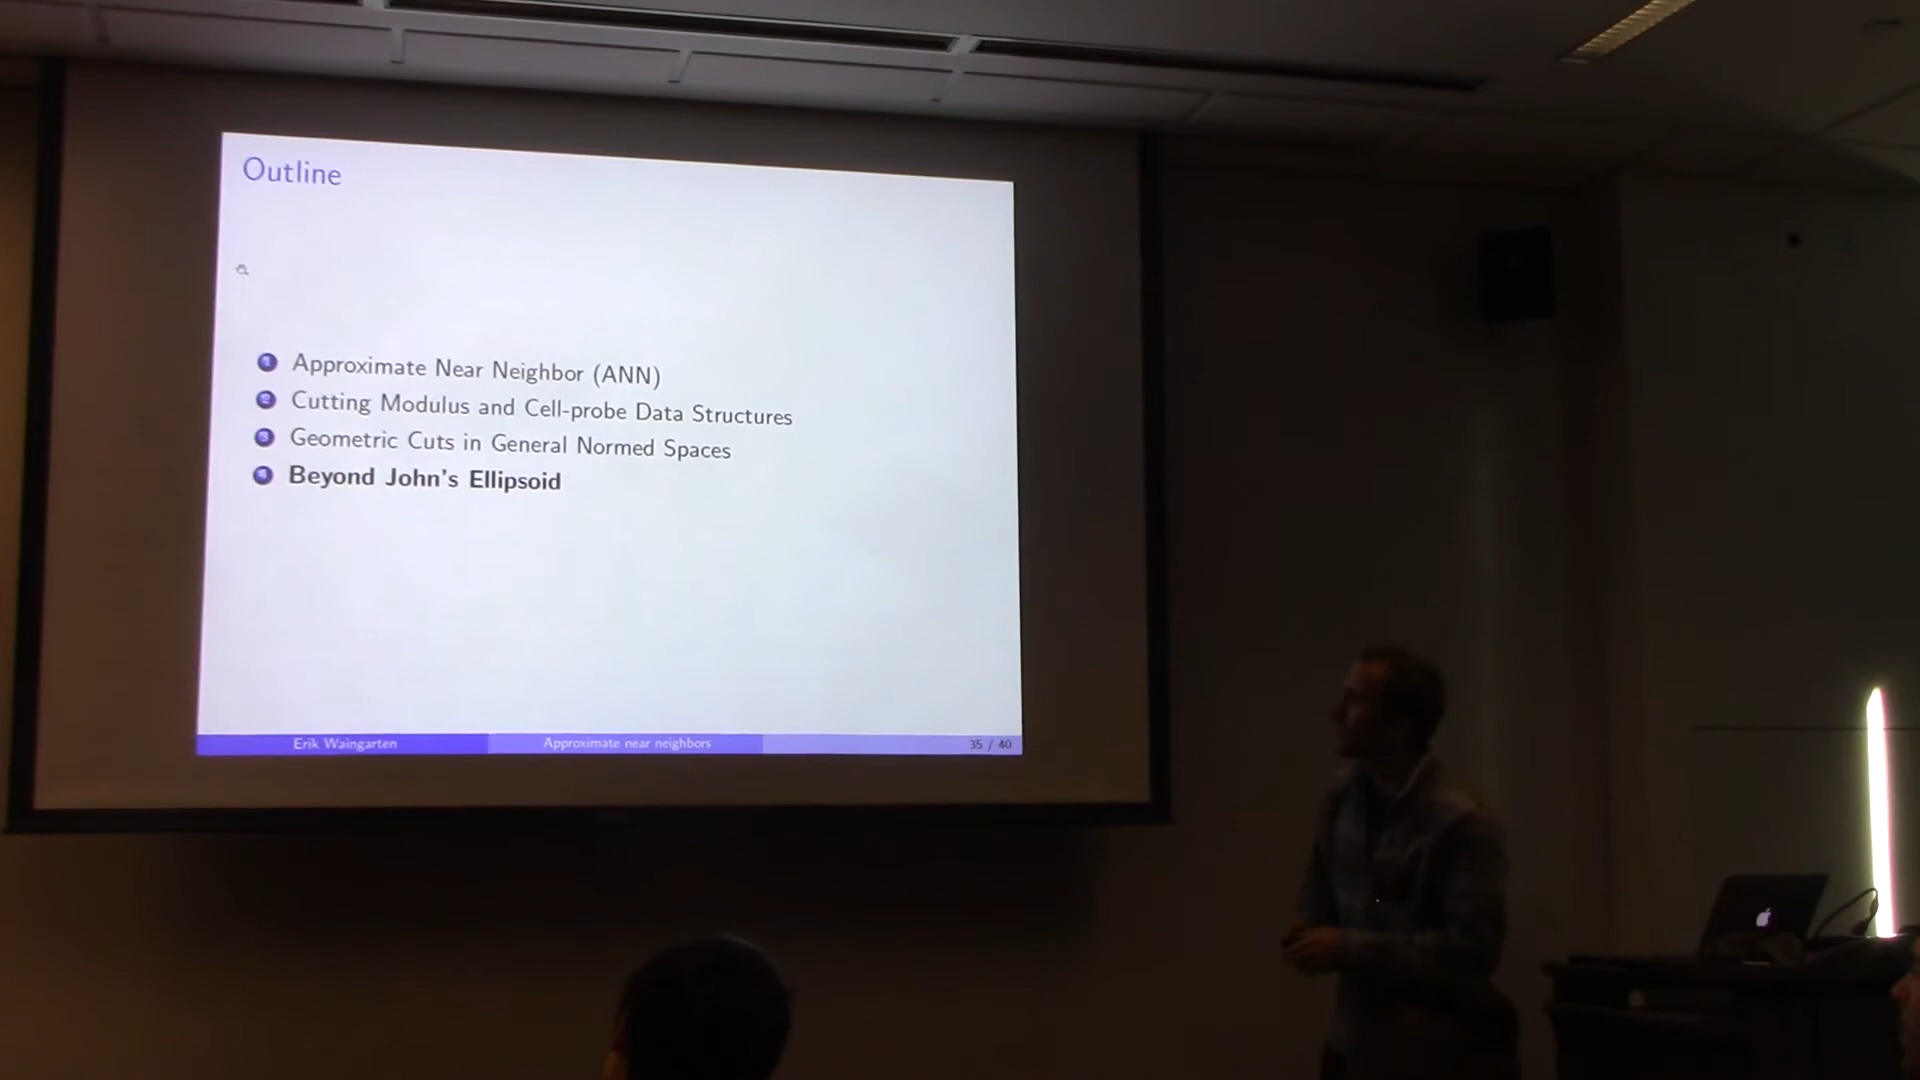 Outline
1 Approximate Near Neighbor (ANN)
2 Cutting Modulus and Cell-probe Data Structures
3 Geometric Cuts in General Normed Spaces
4 Beyond John's Ellipsoid
Erik Waingarten Approximate near neighbors 35 / 40